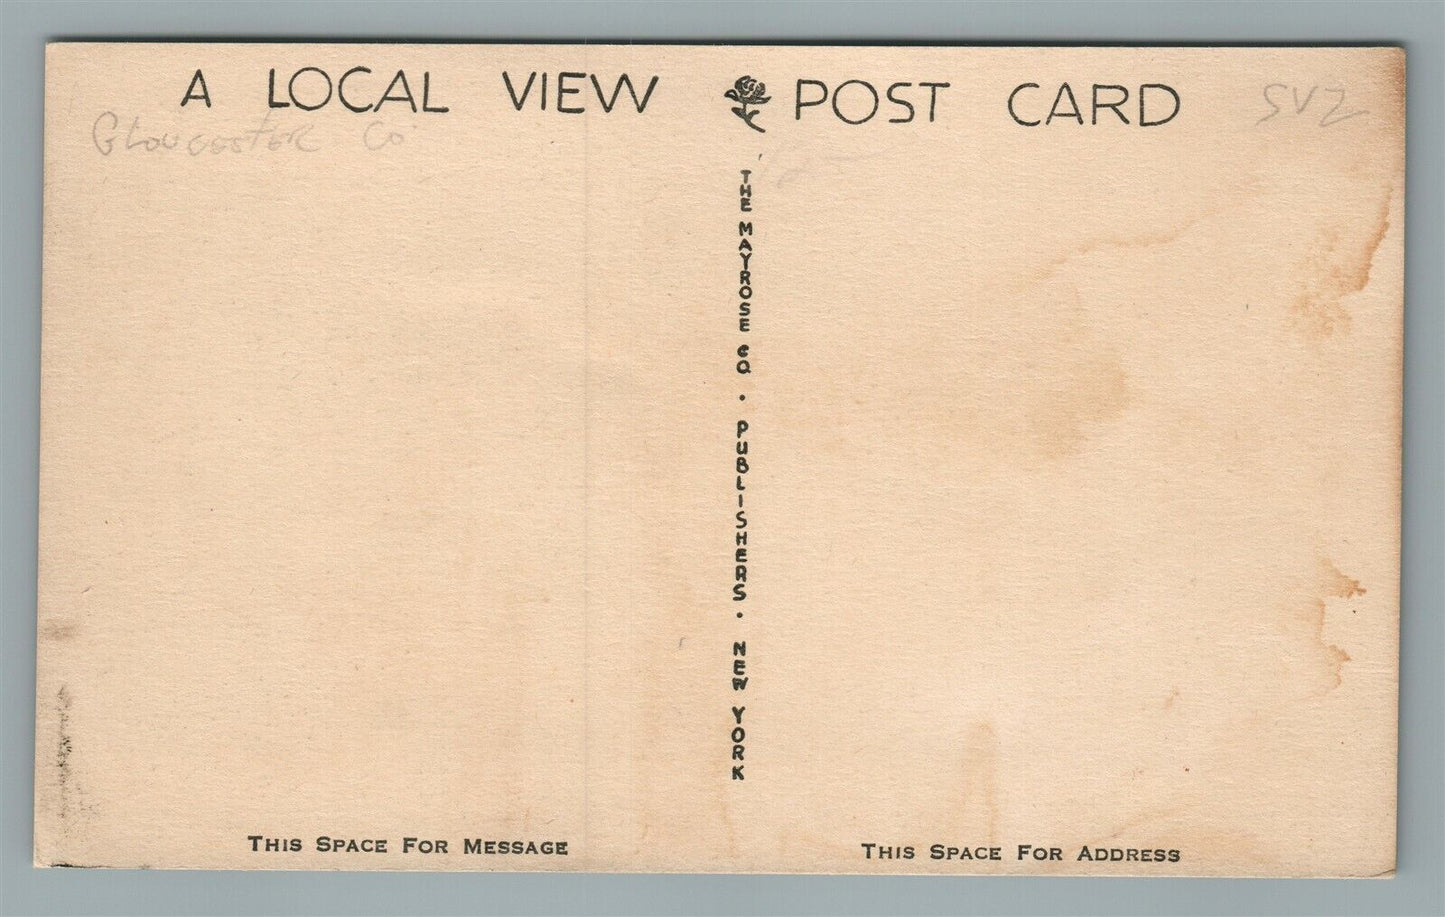 A LOCAL VIEW POST CARD
GLOUCESTER CO
SVZ
THE MAYROSE CO. • PUBLISHERS • NEW YORK
THIS SPACE FOR MESSAGE
THIS SPACE FOR ADDRESS